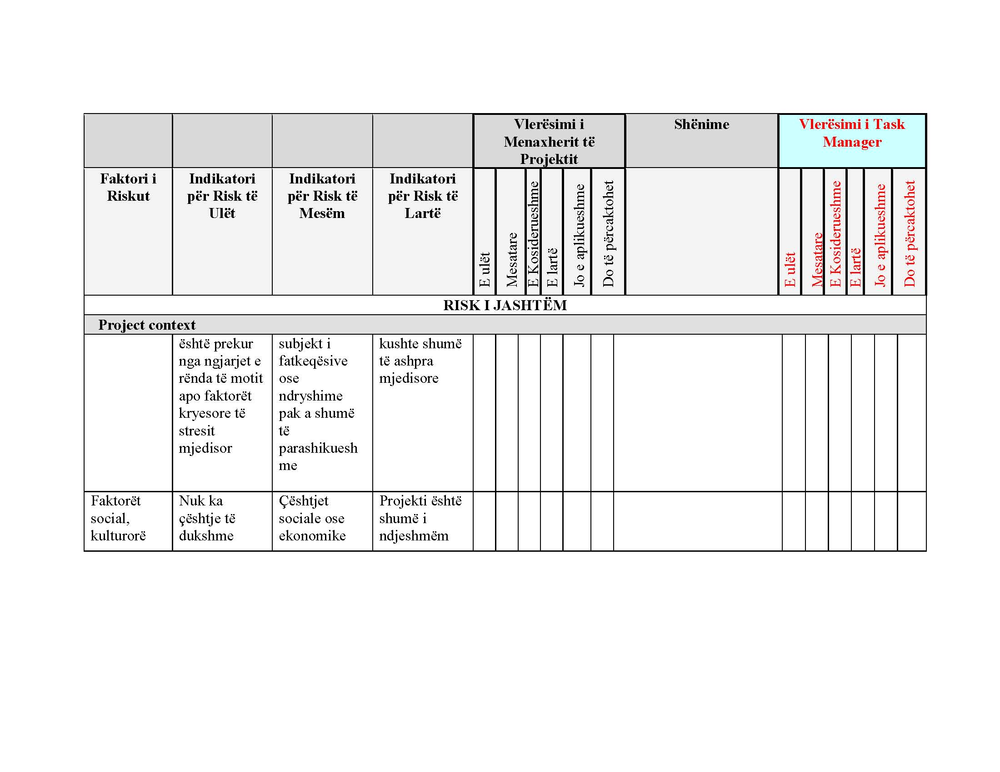 Vlerësimi i
Menaxherit të
Projektit
Shënime
Vlerësimi i Task
Manager
Faktori i
Riskut
Indikatori
për Risk të
Ulët
Indikatori
për Risk të
Mesëm
Indikatori
për Risk të
Lartë
E ulët
Mesatare
E Kosiderueshme
E lartë
Jo e aplikueshme
Do të përcaktohet
E ulët
Mesatare
E Kosiderueshme
E lartë
Jo e aplikueshme
Do të përcaktohet
RISK I JASHTËM
Project context
është prekur
nga ngjarjet e
rënda të motit
apo faktorët
kryesore të
stresit
mjedisor
subjekt i
fatkeqësive
ose
ndryshime
pak a shumë
të
parashikuesh
me
kushte shumë
të ashpra
mjedisore
Faktorët
social,
kulturorë
Nuk ka
çështje të
dukshme
Çështjet
sociale ose
ekonomike
Projekti është
shumë i
ndjeshmëm